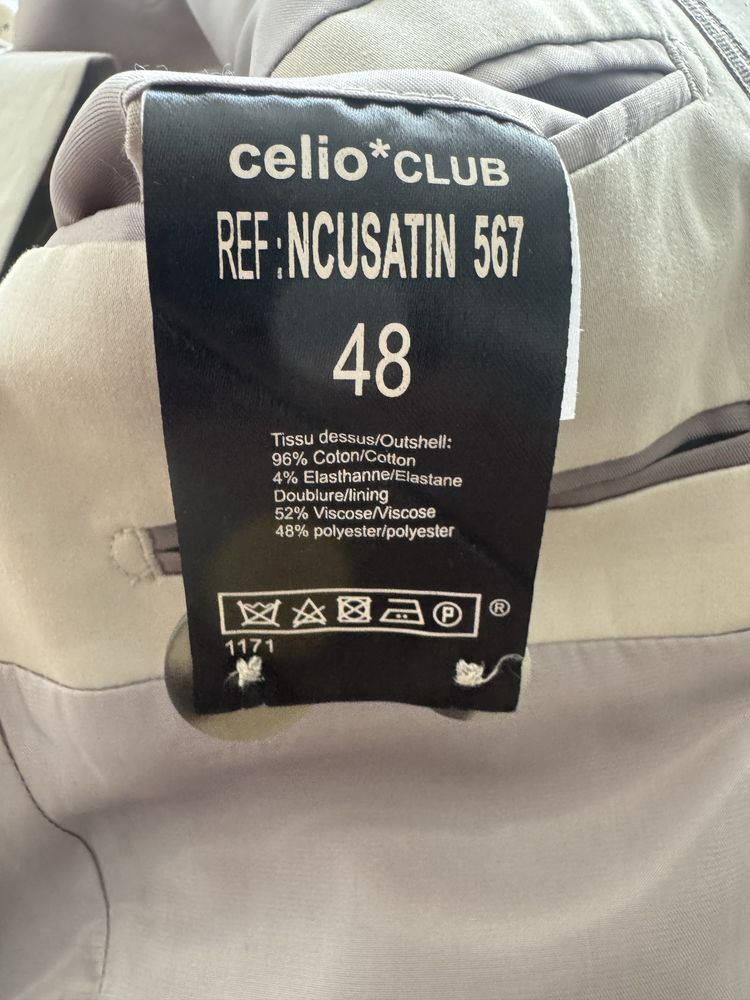 celio*CLUB
REF:NCUSATIN 567
48
Tissu dessus/Outshell:
96% Coton/Cotton
4% Elasthanne/Elastane
Doublure/lining
52% Viscose/Viscose
48% polyester/polyester
P ®
1171